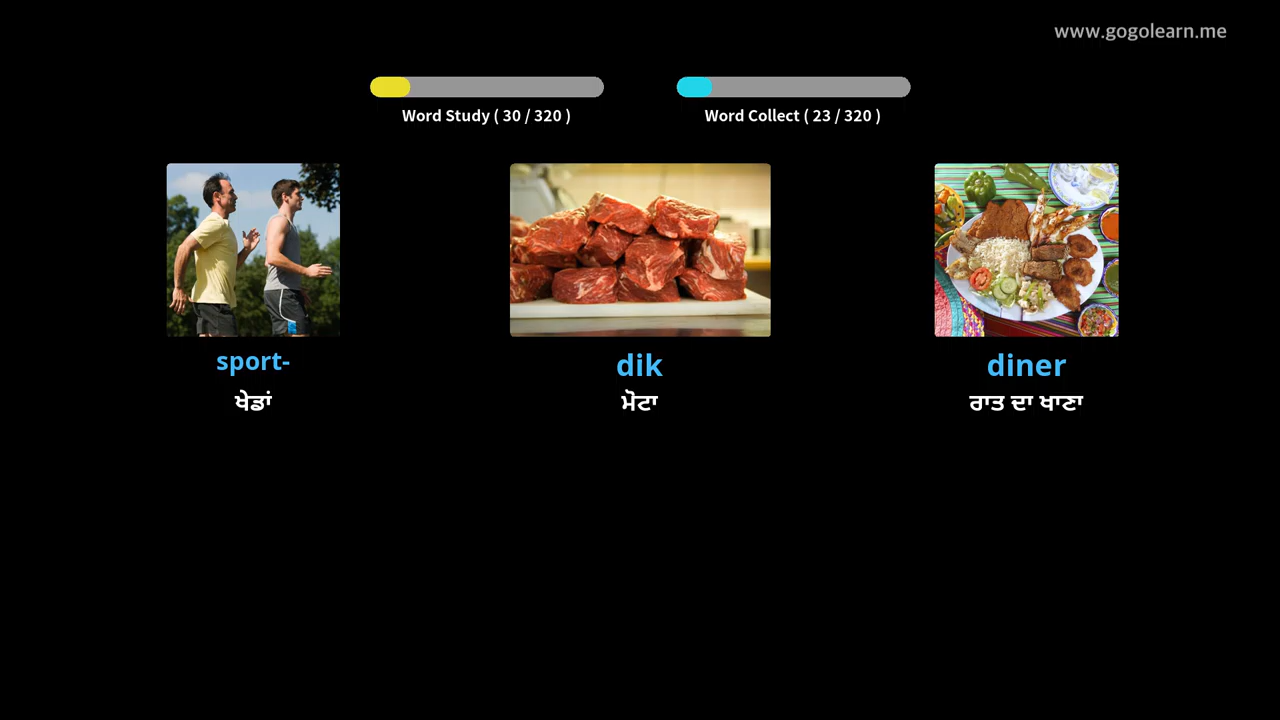 www.gogolearn.me
Word Study ( 30 / 320 )
Word Collect ( 23 / 320 )
sport-
dik
diner
ਖੇਡਾਂ
ਮੋਟਾ
ਰਾਤ ਦਾ ਖਾਣਾ